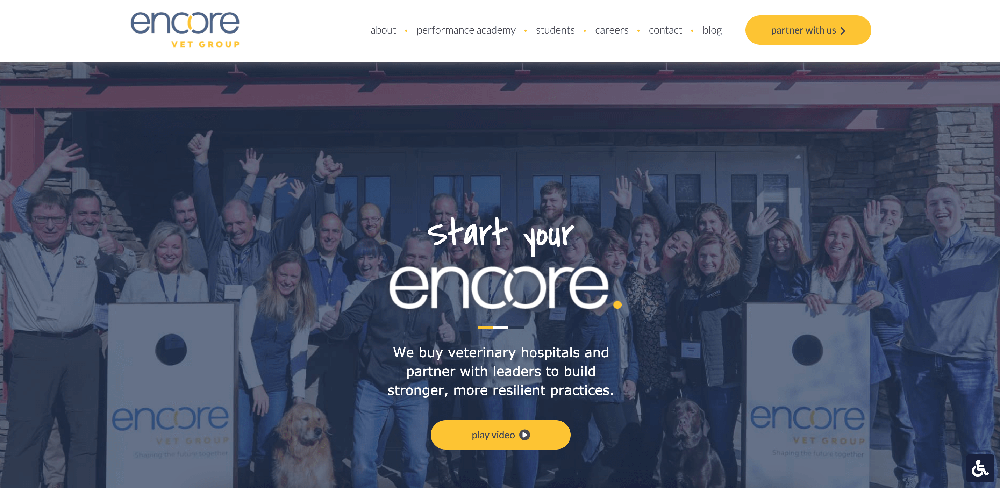 encore
VET GROUP
about • performance academy • students • careers • contact • blog
partner with us
start your
encore.
We buy veterinary hospitals and
partner with leaders to build
stronger, more resilient practices.
play video
encore
VET GROUP
Shaping the future together.
encore
VET GROUP
Shaping the future together.